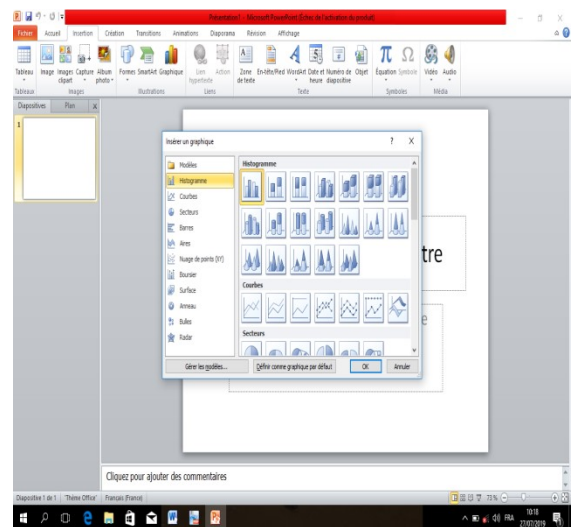 Présentation1 - Microsoft PowerPoint (Échec de l'activation du produit)
Fichier Accueil Insertion Création Transitions Animations Diaporama Révision Affichage
Tableau Image Images clipart Capture Album photo Formes SmartArt Graphique Lien hypertexte Action Zone de texte En-tête/Pied WordArt Date et heure Numéro de diapositive Objet Équation Symbole Vidéo Audio
Tableaux Images Illustrations Liens Texte Symboles Média
Diapositives Plan
1
Insérer un graphique
Modèles
Histogramme
Courbes
Secteurs
Barres
Aires
Nuage de points (XY)
Boursier
Surface
Anneau
Bulles
Radar
Histogramme
Courbes
Secteurs
Gérer les modèles... Définir comme graphique par défaut OK Annuler
tre
e
Cliquez pour ajouter des commentaires
Diapositive 1 de 1 "Thème Office" Français (France) 73%
FRA 10:18
27/07/2019